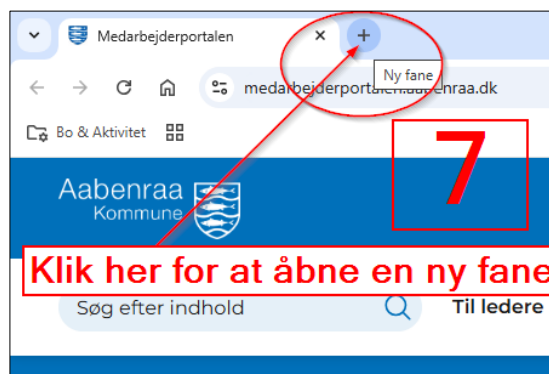 Medarbejderportalen
Ny fane
medarbejderportalen.aabenraa.dk
Bo & Aktivitet
7
Aabenraa
Kommune
Klik her for at åbne en ny fane
Søg efter indhold
Til ledere